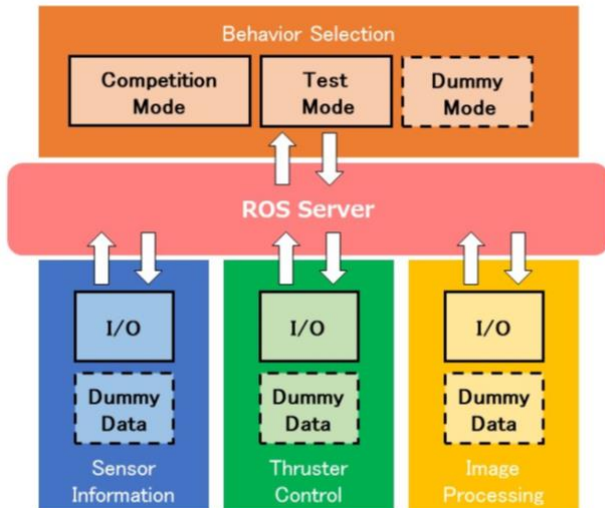 Behavior Selection
Competition
Mode
Test
Mode
Dummy
Mode
ROS Server
I/O
Dummy
Data
Sensor
Information
I/O
Dummy
Data
Thruster
Control
I/O
Dummy
Data
Image
Processing